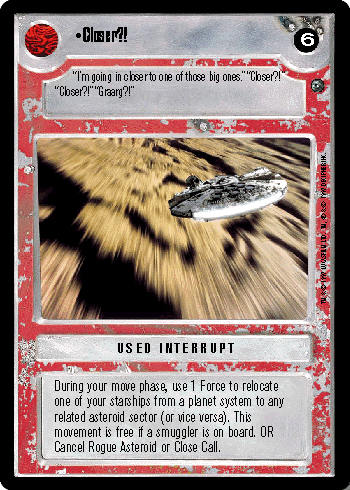 •Closer?!
6
"I'm going in closer to one of those big ones." "Closer?!"
"Closer?!" "Graarg?!"
USED INTERRUPT
During your move phase, use 1 Force to relocate
one of your starships from a planet system to any
related asteroid sector (or vice versa). This
movement is free if a smuggler is on board. OR
Cancel Rogue Asteroid or Close Call.